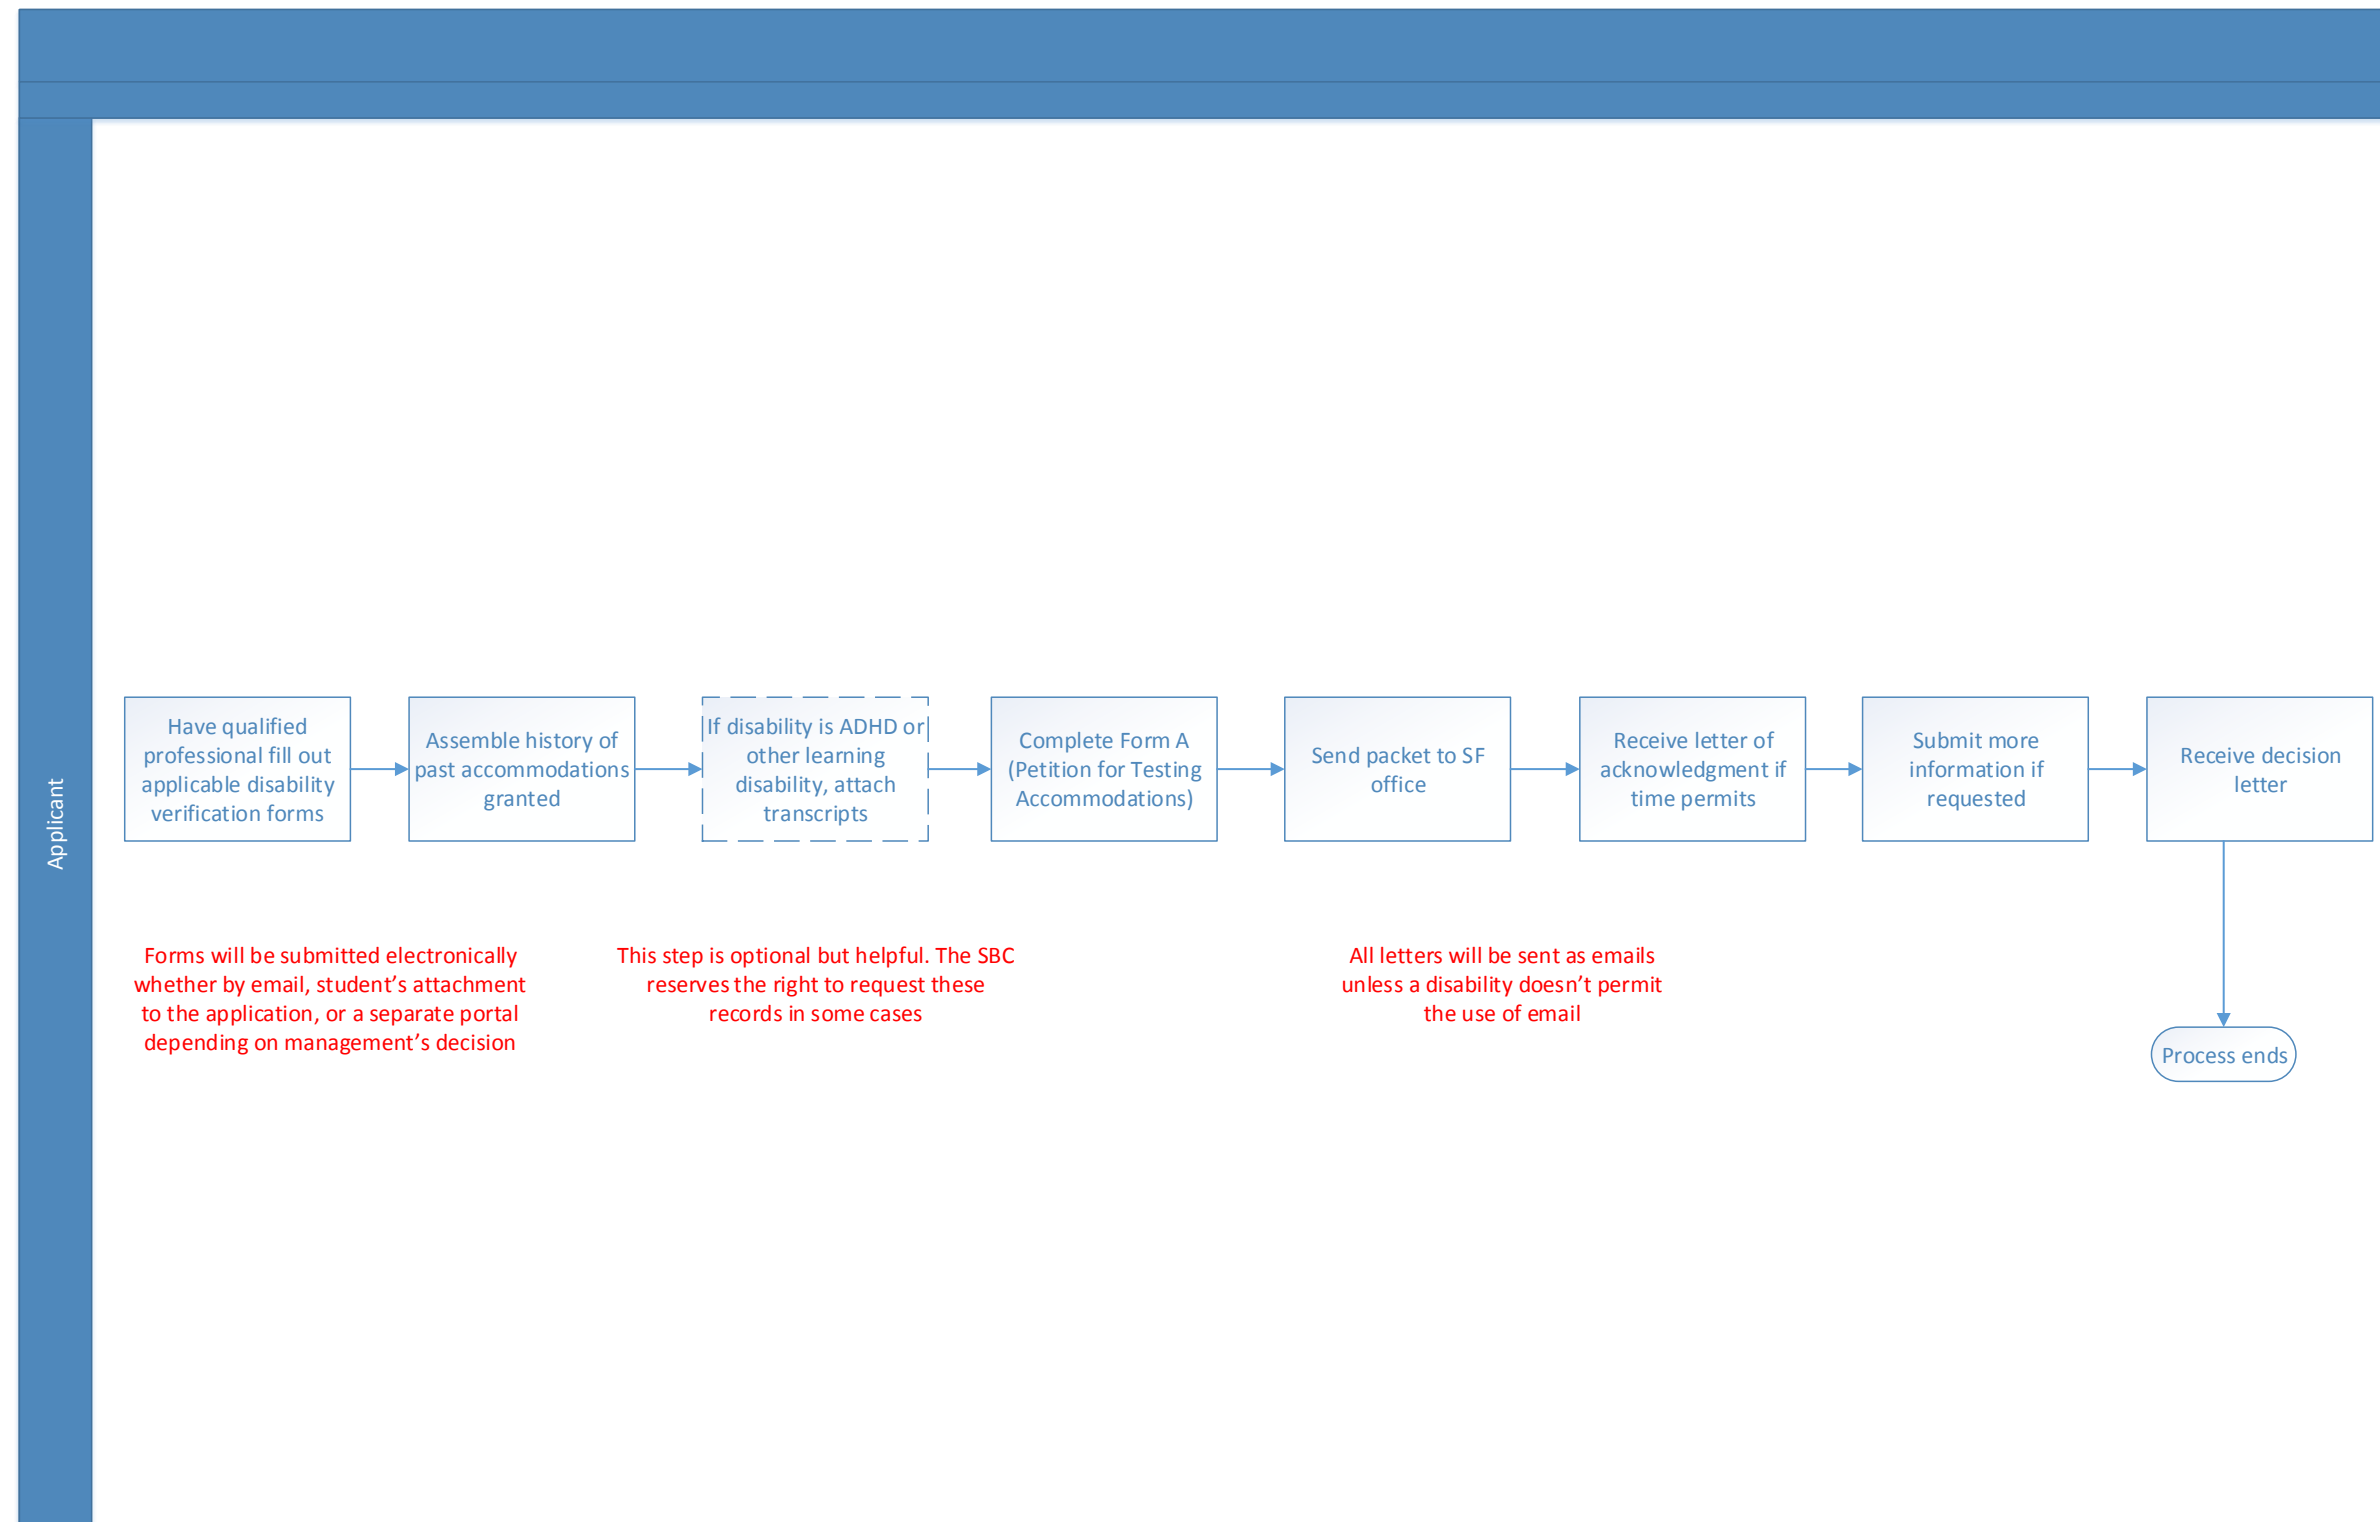 Applicant
Have qualified
professional fill out
applicable disability
verification forms
Assemble history of
past accommodations
granted
If disability is ADHD or
other learning
disability, attach
transcripts
Complete Form A
(Petition for Testing
Accommodations)
Send packet to SF
office
Receive letter of
acknowledgment if
time permits
Submit more
information if
requested
Receive decision
letter
Forms will be submitted electronically
whether by email, student’s attachment
to the application, or a separate portal
depending on management’s decision
This step is optional but helpful. The SBC
reserves the right to request these
records in some cases
All letters will be sent as emails
unless a disability doesn’t permit
the use of email
Process ends